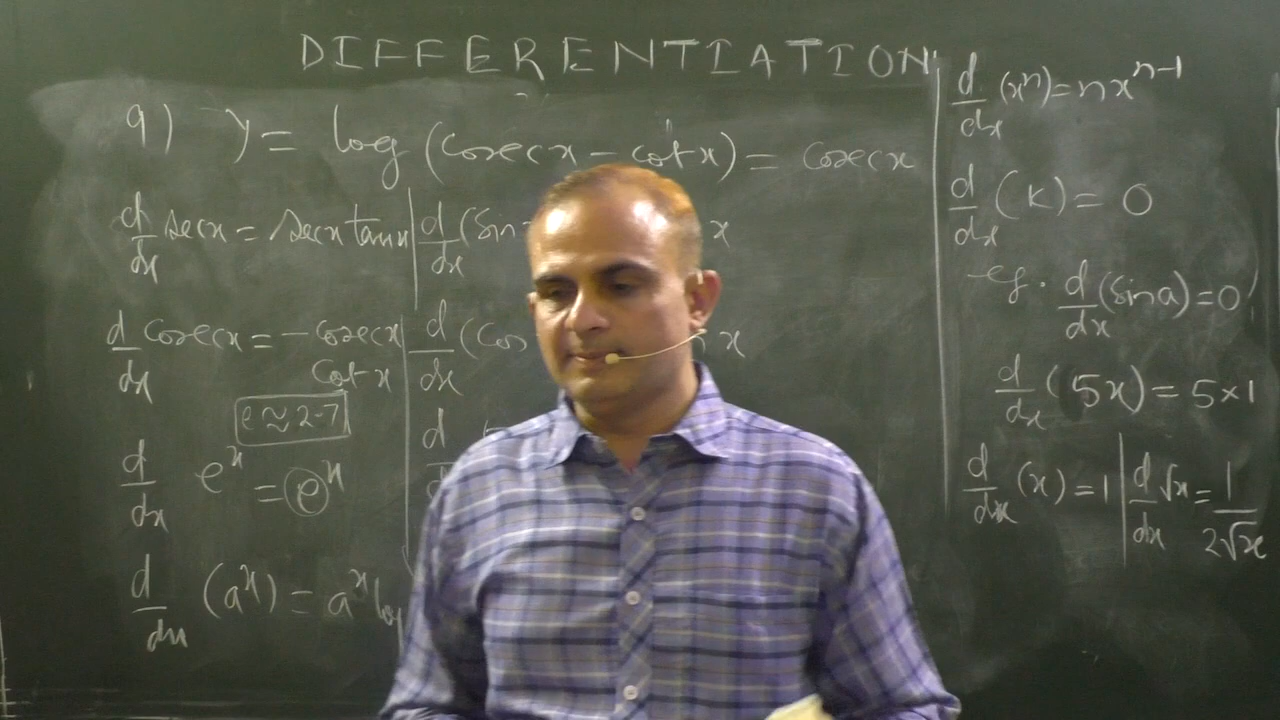 DIFFERENTIATION
9) y = log (cosecx - cotx) = cosecx
d/dx secx = secx tanx
d/dx cosecx = -cosecx
cotx
e ≈ 2.7
d/dx e^x = e^x
d/dx (a^x) = a^x log
d/dx (sin x
d/dx (cos x
d
d/dx (x^n) = nx^n-1
d/dx (K) = 0
eg. d/dx (sin a) = 0
d/dx (5x) = 5×1
d/dx (x) = 1
d/dx √x = 1/2√x